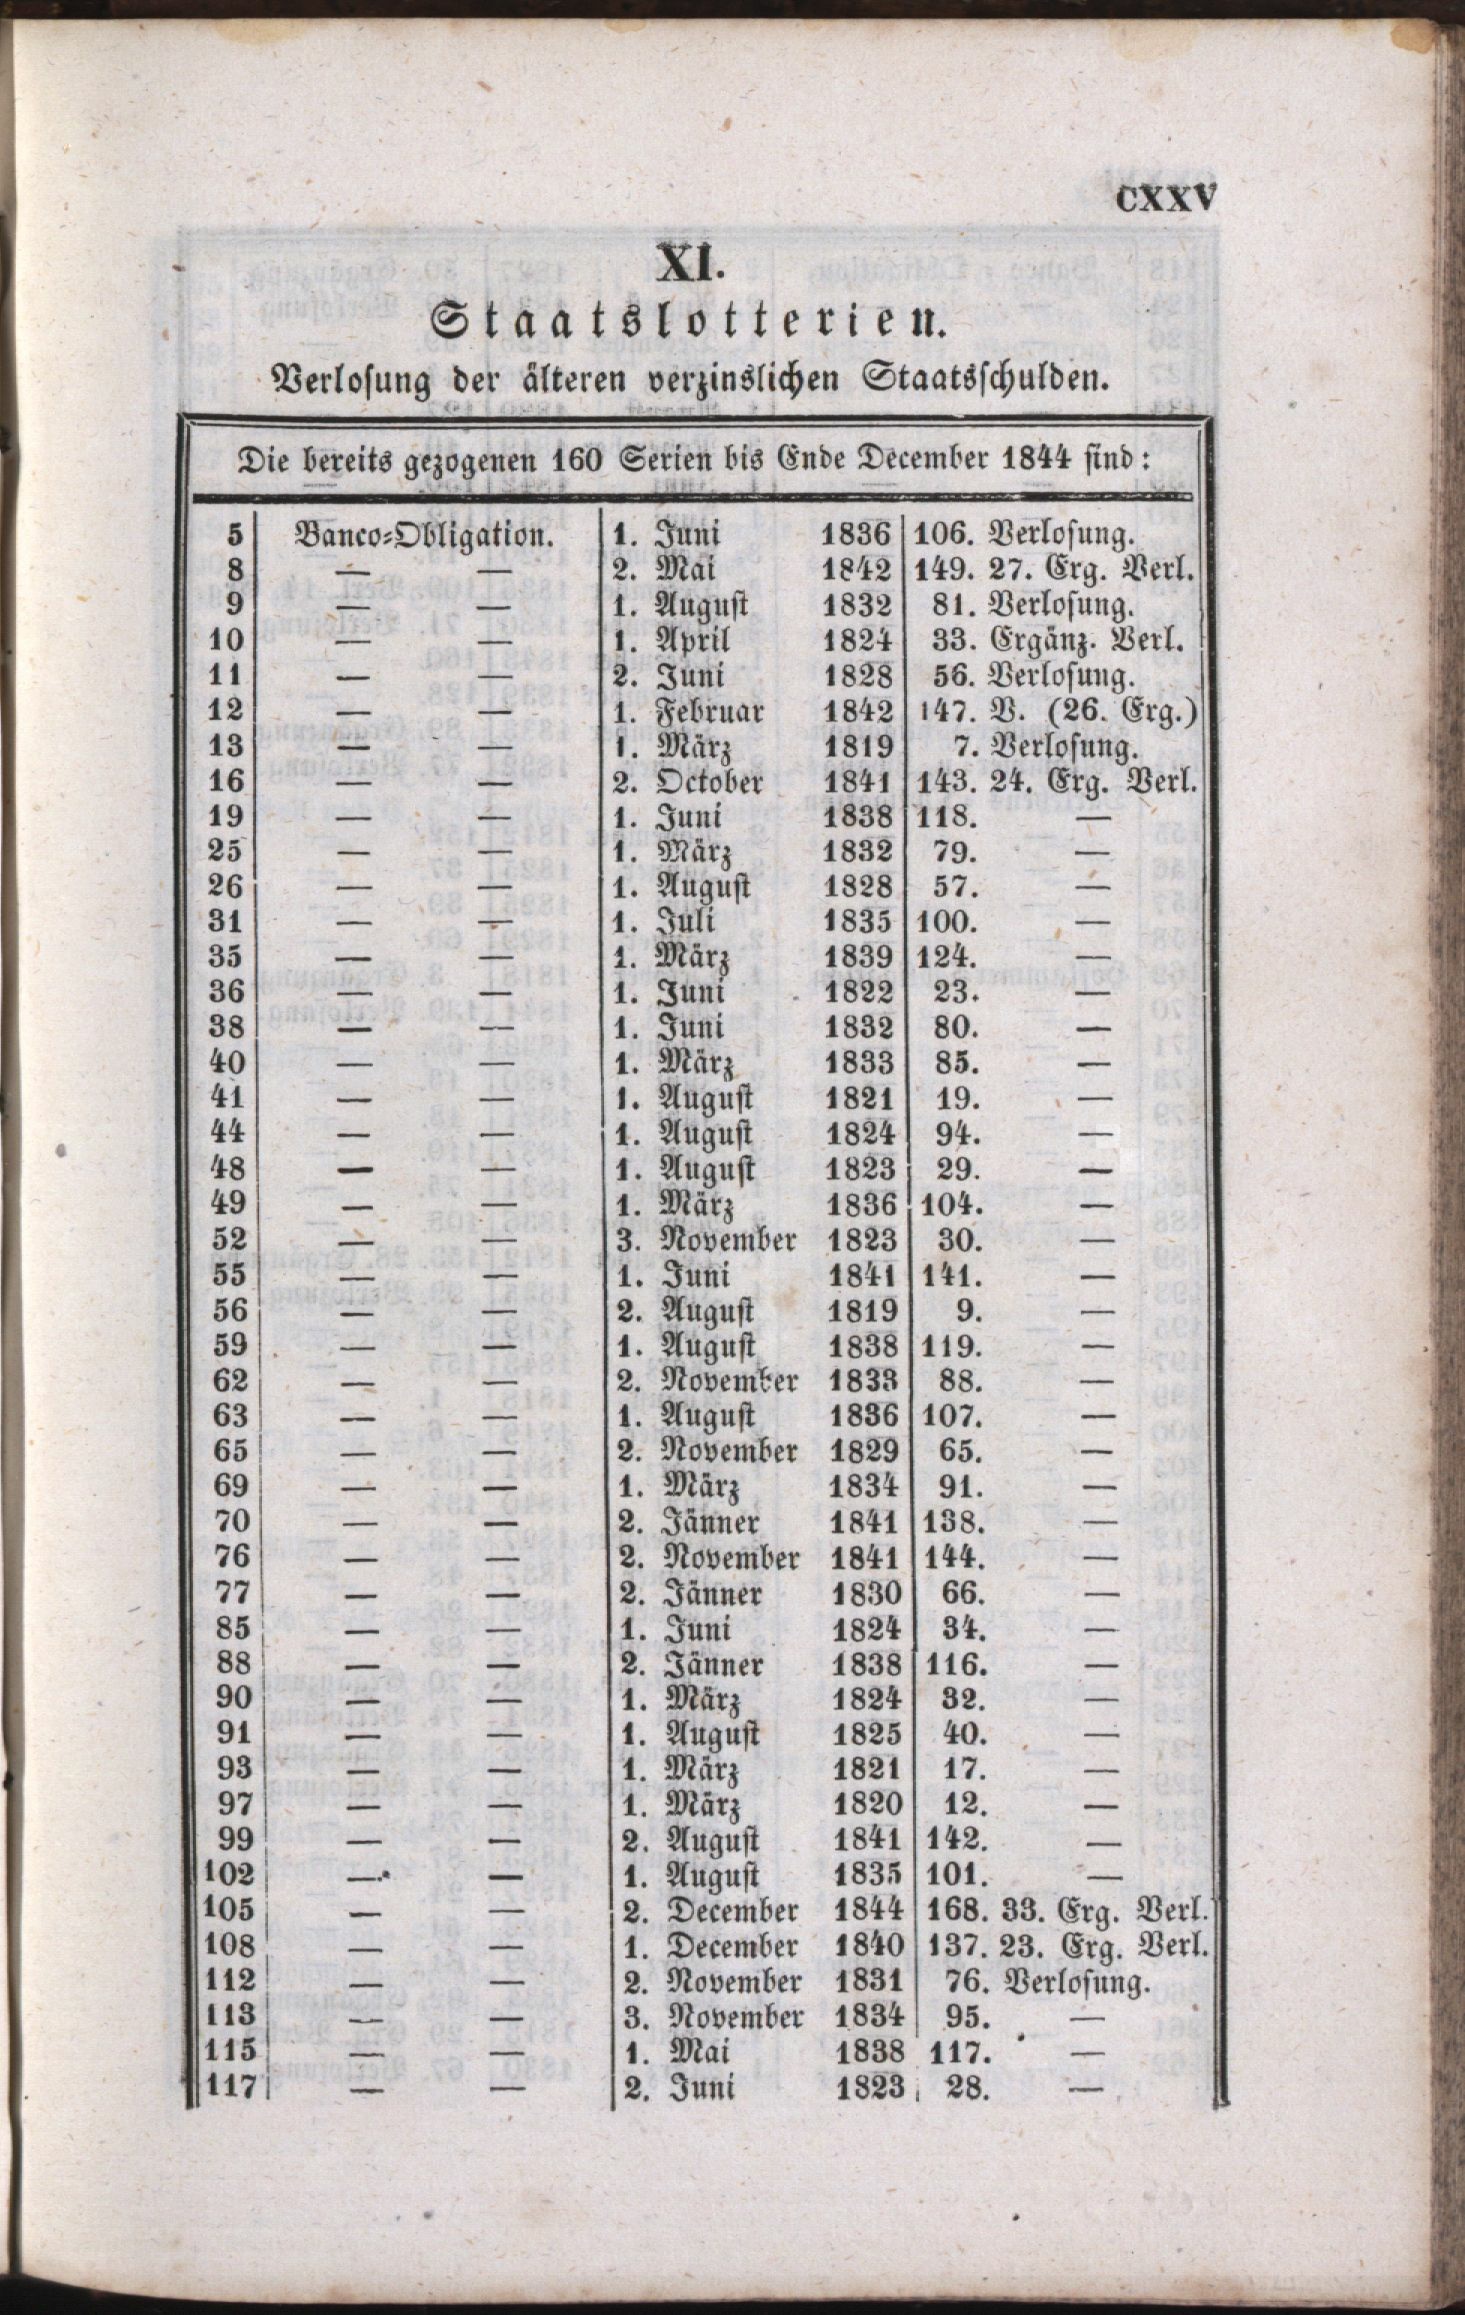 CXXV
XI.
Staatslotterien.
Verlosung der älteren verzinslichen Staatsschulden.
Die bereits gezogenen 160 Serien bis Ende December 1844 sind:
5 Banco-Obligation. 1. Juni 1836 106. Verlosung.
8 — — 2. Mai 1842 149. 27. Erg. Verl.
9 — — 1. August 1832 81. Verlosung.
10 — — 1. April 1824 33. Ergänz. Verl.
11 — — 2. Juni 1828 56. Verlosung.
12 — — 1. Februar 1842 147. V. (26. Erg.)
13 — — 1. März 1819 7. Verlosung.
16 — — 2. October 1841 143. 24. Erg. Verl.
19 — — 1. Juni 1838 118. —
25 — — 1. März 1832 79. —
26 — — 1. August 1828 57. —
31 — — 1. Juli 1835 100. —
35 — — 1. März 1839 124. —
36 — — 1. Juni 1822 23. —
38 — — 1. Juni 1832 80. —
40 — — 1. März 1833 85. —
41 — — 1. August 1821 19. —
44 — — 1. August 1824 94. —
48 — — 1. August 1823 29. —
49 — — 1. März 1836 104. —
52 — — 3. November 1823 30. —
55 — — 1. Juni 1841 141. —
56 — — 2. August 1819 9. —
59 — — 1. August 1838 119. —
62 — — 2. November 1833 88. —
63 — — 1. August 1836 107. —
65 — — 2. November 1829 65. —
69 — — 1. März 1834 91. —
70 — — 2. Jänner 1841 138. —
76 — — 2. November 1841 144. —
77 — — 2. Jänner 1830 66. —
85 — — 1. Juni 1824 34. —
88 — — 2. Jänner 1838 116. —
90 — — 1. März 1824 32. —
91 — — 1. August 1825 40. —
93 — — 1. März 1821 17. —
97 — — 1. März 1820 12. —
99 — — 2. August 1841 142. —
102 — — 1. August 1835 101. —
105 — — 2. December 1844 168. 33. Erg. Verl.
108 — — 1. December 1840 137. 23. Erg. Verl.
112 — — 2. November 1831 76. Verlosung.
113 — — 3. November 1834 95. —
115 — — 1. Mai 1838 117. —
117 — — 2. Juni 1823 28. —